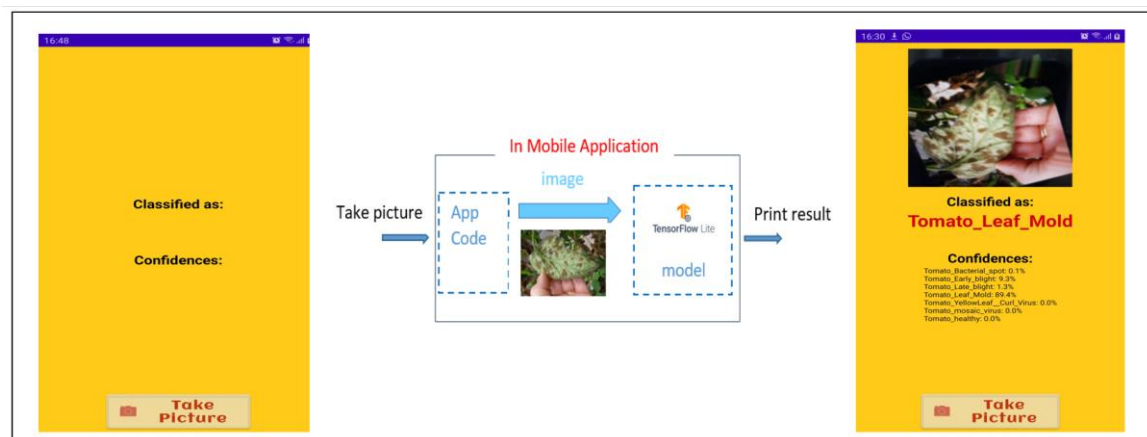 16:48
Classified as:
Confidences:
Take
Picture
Take picture
In Mobile Application
image
App
Code
TensorFlow Lite
model
Print result
16:30
Classified as:
Tomato_Leaf_Mold
Confidences:
Tomato_Bacterial_spot: 0.1%
Tomato_Early_blight: 9.3%
Tomato_Late_blight: 1.3%
Tomato_Leaf_Mold: 89.4%
Tomato_YellowLeaf__Curl_Virus: 0.0%
Tomato_mosaic_virus: 0.0%
Tomato_healthy: 0.0%
Take
Picture